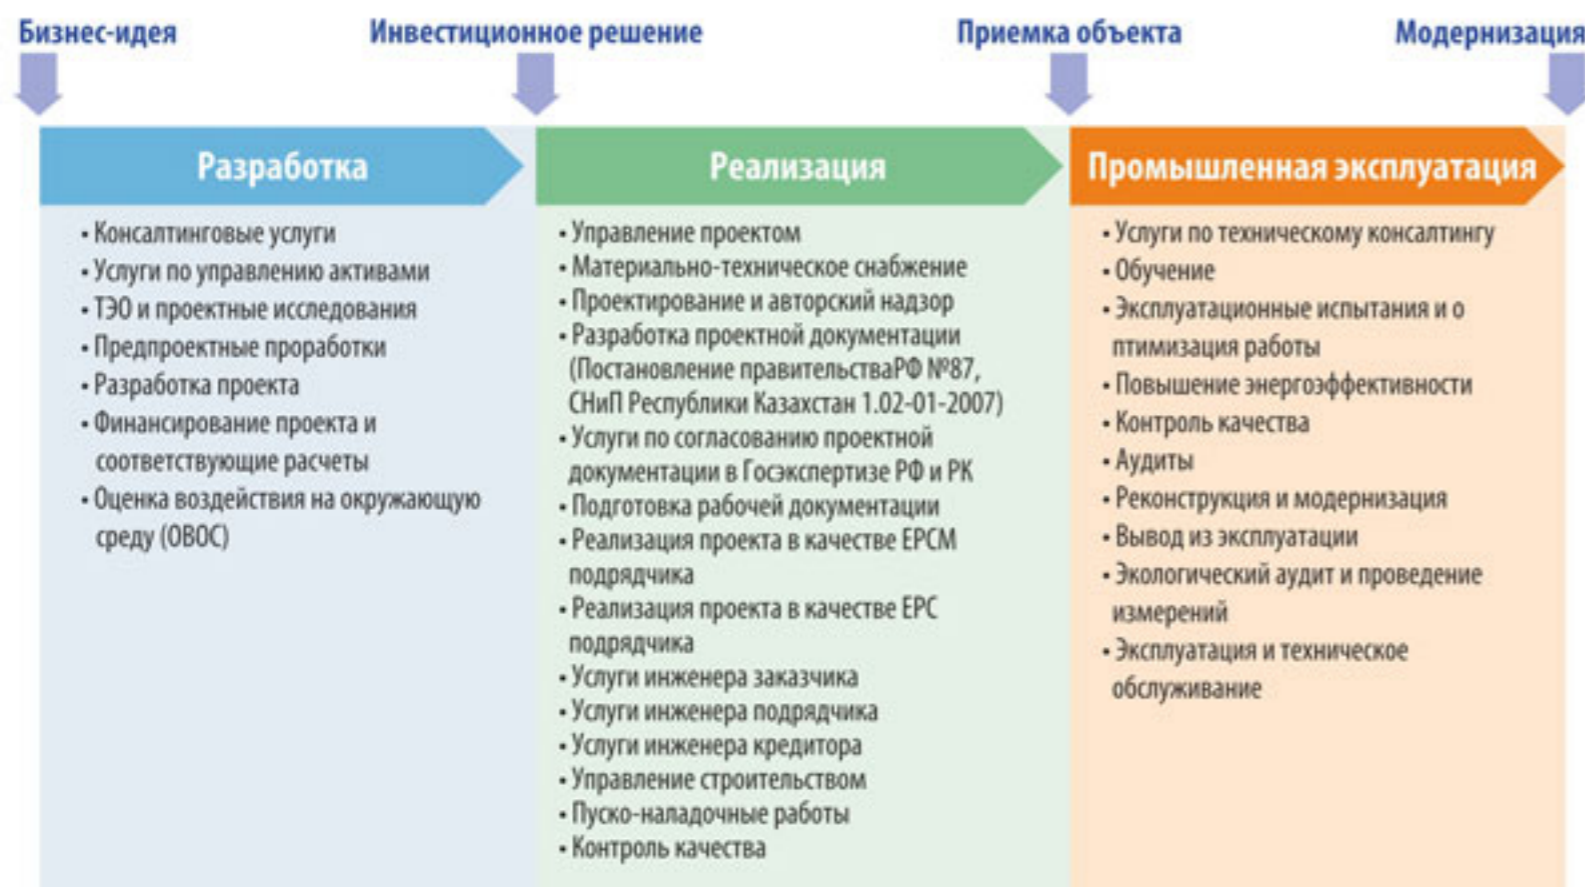 Бизнес-идея
Инвестиционное решение
Приемка объекта
Модернизация
Разработка
• Консалтинговые услуги
• Услуги по управлению активами
• ТЭО и проектные исследования
• Предпроектные проработки
• Разработка проекта
• Финансирование проекта и
соответствующие расчеты
• Оценка воздействия на окружающую
среду (ОВОС)
Реализация
• Управление проектом
• Материально-техническое снабжение
• Проектирование и авторский надзор
• Разработка проектной документации
(Постановление правительстваРФ №87,
СНиП Республики Казахстан 1.02-01-2007)
• Услуги по согласованию проектной
документации в Госэкспертизе РФ и РК
• Подготовка рабочей документации
• Реализация проекта в качестве EPCM
подрядчика
• Реализация проекта в качестве EPC
подрядчика
• Услуги инженера заказчика
• Услуги инженера подрядчика
• Услуги инженера кредитора
• Управление строительством
• Пуско-наладочные работы
• Контроль качества
Промышленная эксплуатация
• Услуги по техническому консалтингу
• Обучение
• Эксплуатационные испытания и о
птимизация работы
• Повышение энергоэффективности
• Контроль качества
• Аудиты
• Реконструкция и модернизация
• Вывод из эксплуатации
• Экологический аудит и проведение
измерений
• Эксплуатация и техническое
обслуживание